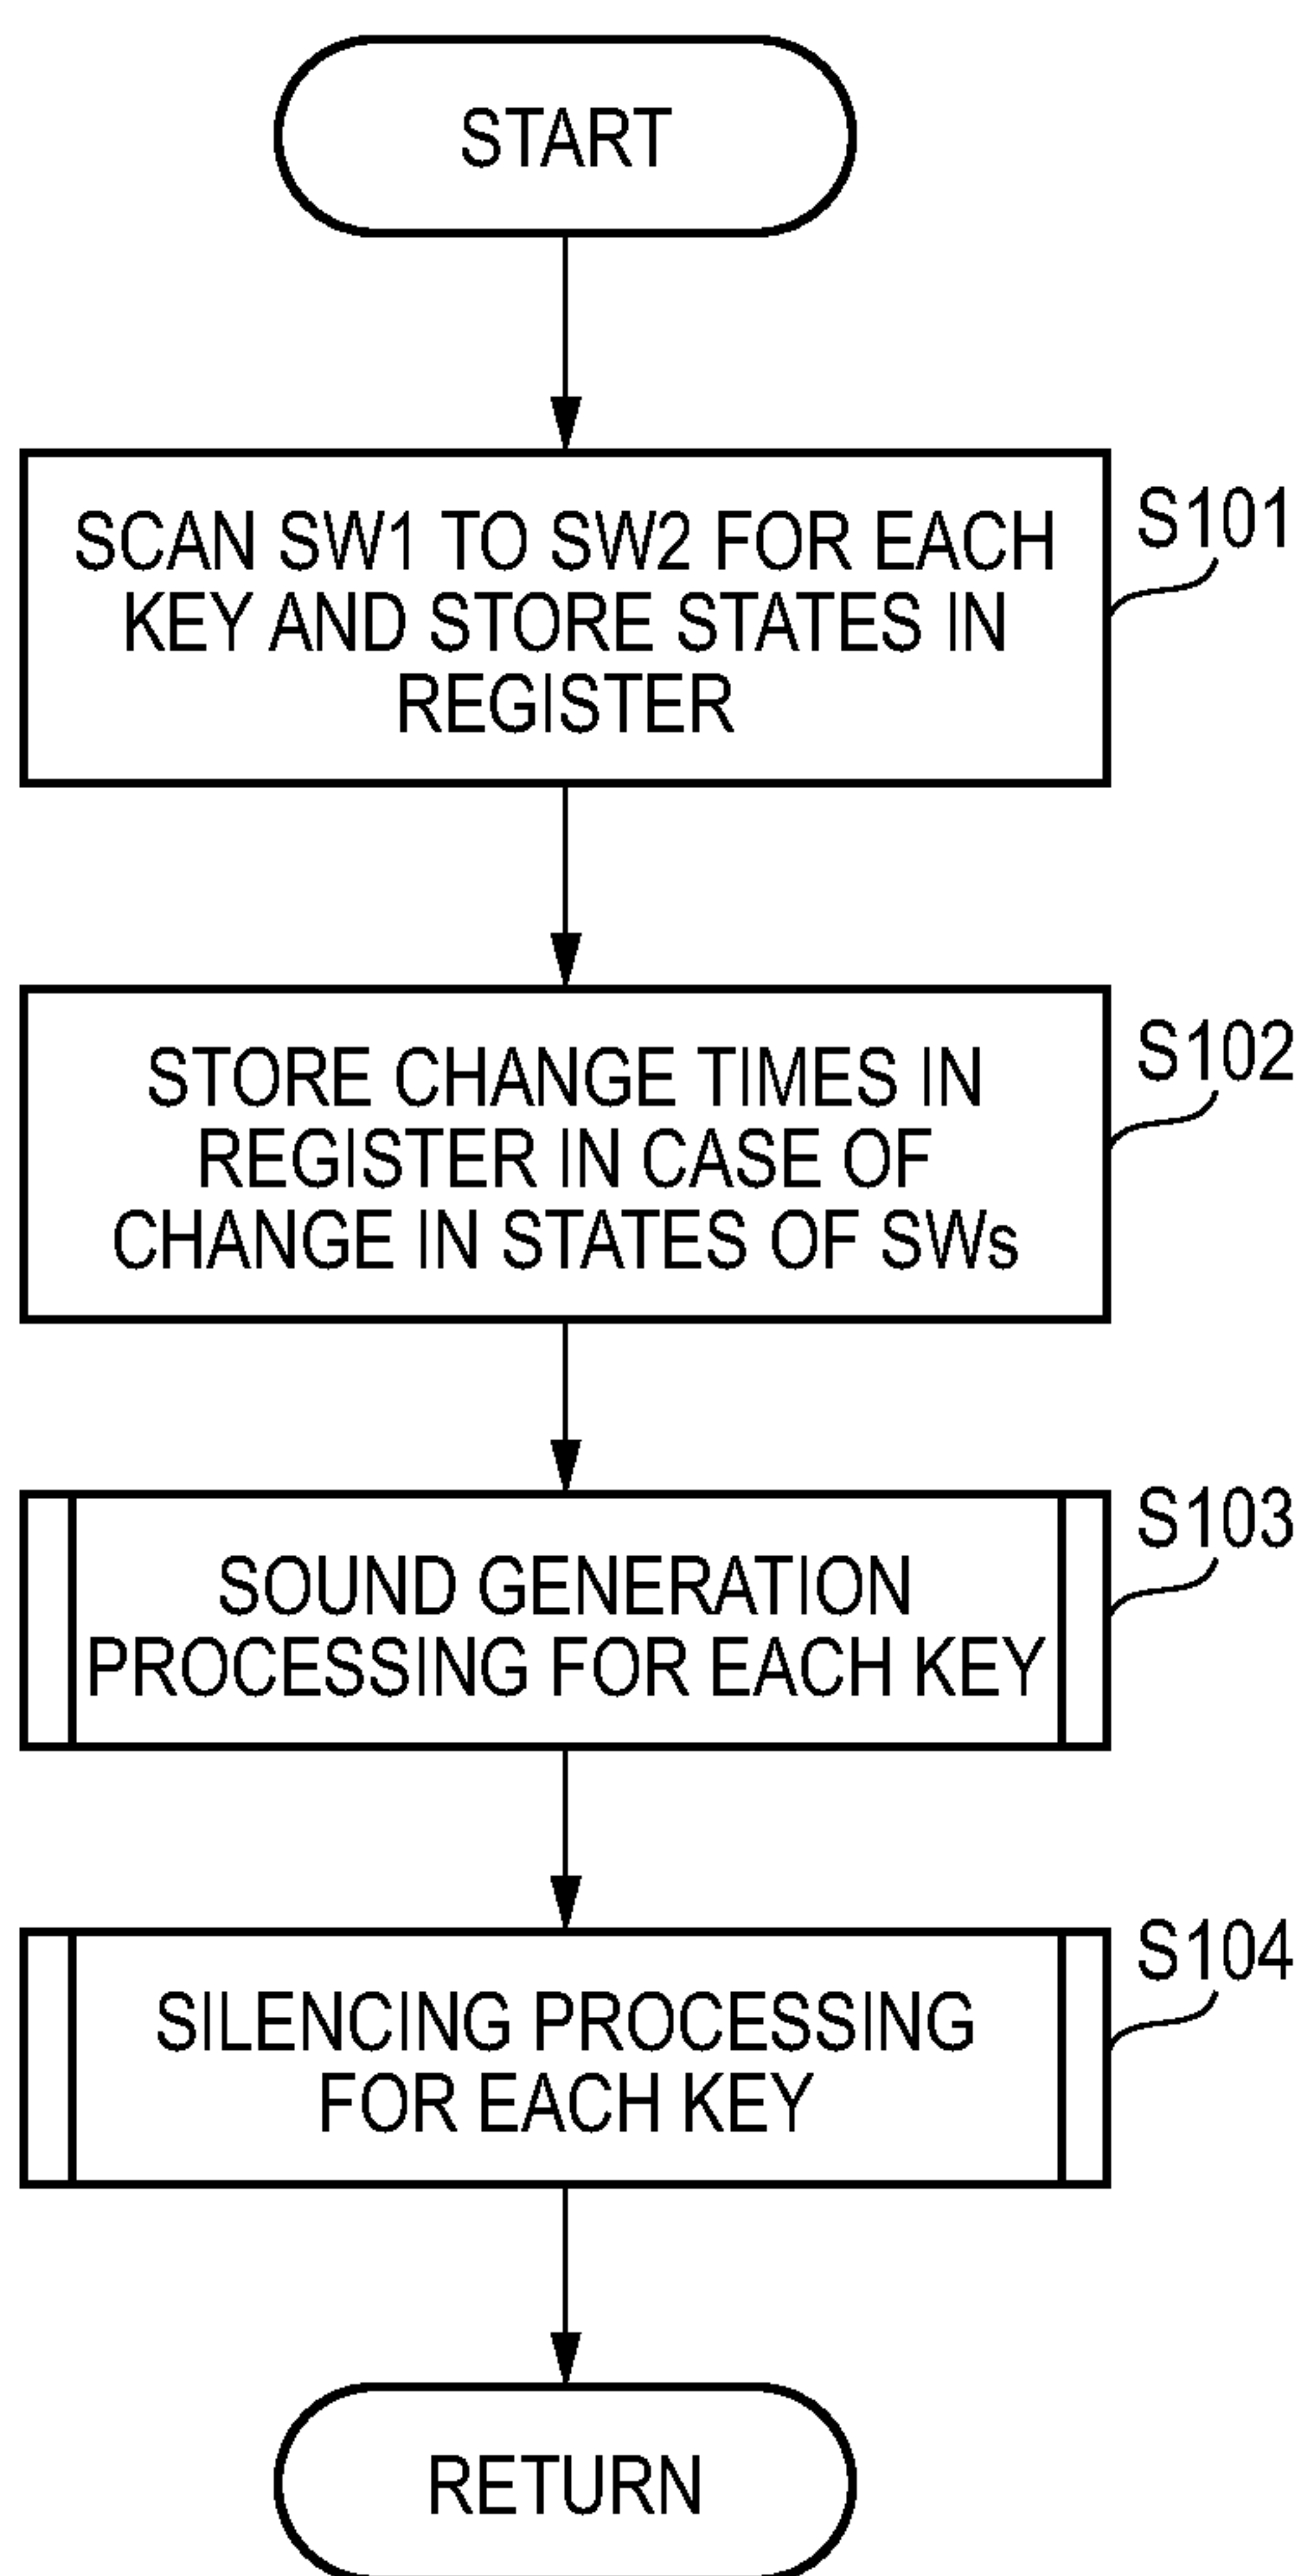 START
SCAN SW1 TO SW2 FOR EACH
KEY AND STORE STATES IN
REGISTER
S101
STORE CHANGE TIMES IN
REGISTER IN CASE OF
CHANGE IN STATES OF SWs
S102
SOUND GENERATION
PROCESSING FOR EACH KEY
S103
SILENCING PROCESSING
FOR EACH KEY
S104
RETURN